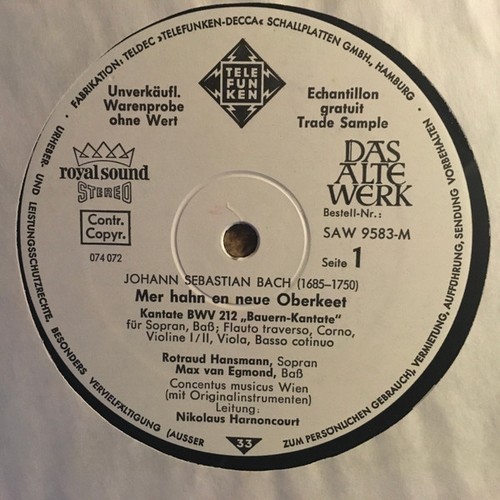 FABRIKATION: TELDEC »TELEFUNKEN-DECCA« SCHALLPLATTEN GMBH., HAMBURG
URHEBER- UND LEISTUNGSSCHUTZRECHTE, BESONDERS VERVIELFÄLTIGUNG (AUSSER ZUM PERSÖNLICHEN GEBRAUCH), VERMIETUNG, AUFFÜHRUNG, SENDUNG VORBEHALTEN
TELE
FUN
KEN
Unverkäufl.
Warenprobe
ohne Wert
Echantillon
gratuit
Trade Sample
royal sound
STEREO
Contr.
Copyr.
074 072
DAS
ALTE
WERK
Bestell-Nr.:
SAW 9583-M
Seite 1
JOHANN SEBASTIAN BACH (1685–1750)
Mer hahn en neue Oberkeet
Kantate BWV 212 „Bauern-Kantate“
für Sopran, Baß; Flauto traverso, Corno,
Violine I/II, Viola, Basso cotinuo
Rotraud Hansmann, Sopran
Max van Egmond, Baß
Concentus musicus Wien
(mit Originalinstrumenten)
Leitung:
Nikolaus Harnoncourt
33